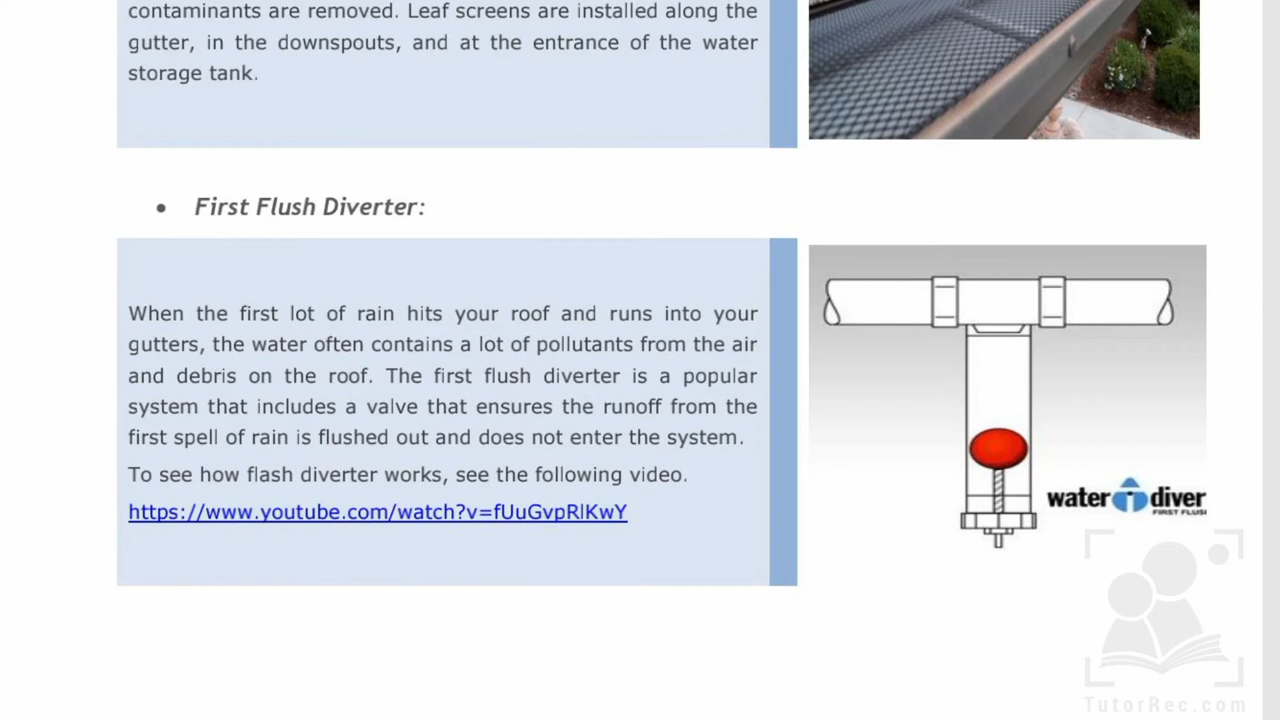 contaminants are removed. Leaf screens are installed along the
gutter, in the downspouts, and at the entrance of the water
storage tank.
• First Flush Diverter:
When the first lot of rain hits your roof and runs into your
gutters, the water often contains a lot of pollutants from the air
and debris on the roof. The first flush diverter is a popular
system that includes a valve that ensures the runoff from the
first spell of rain is flushed out and does not enter the system.
To see how flash diverter works, see the following video.
https://www.youtube.com/watch?v=fUuGvpRlKwY
water diver
FIRST FLUSI
TutorRec.com